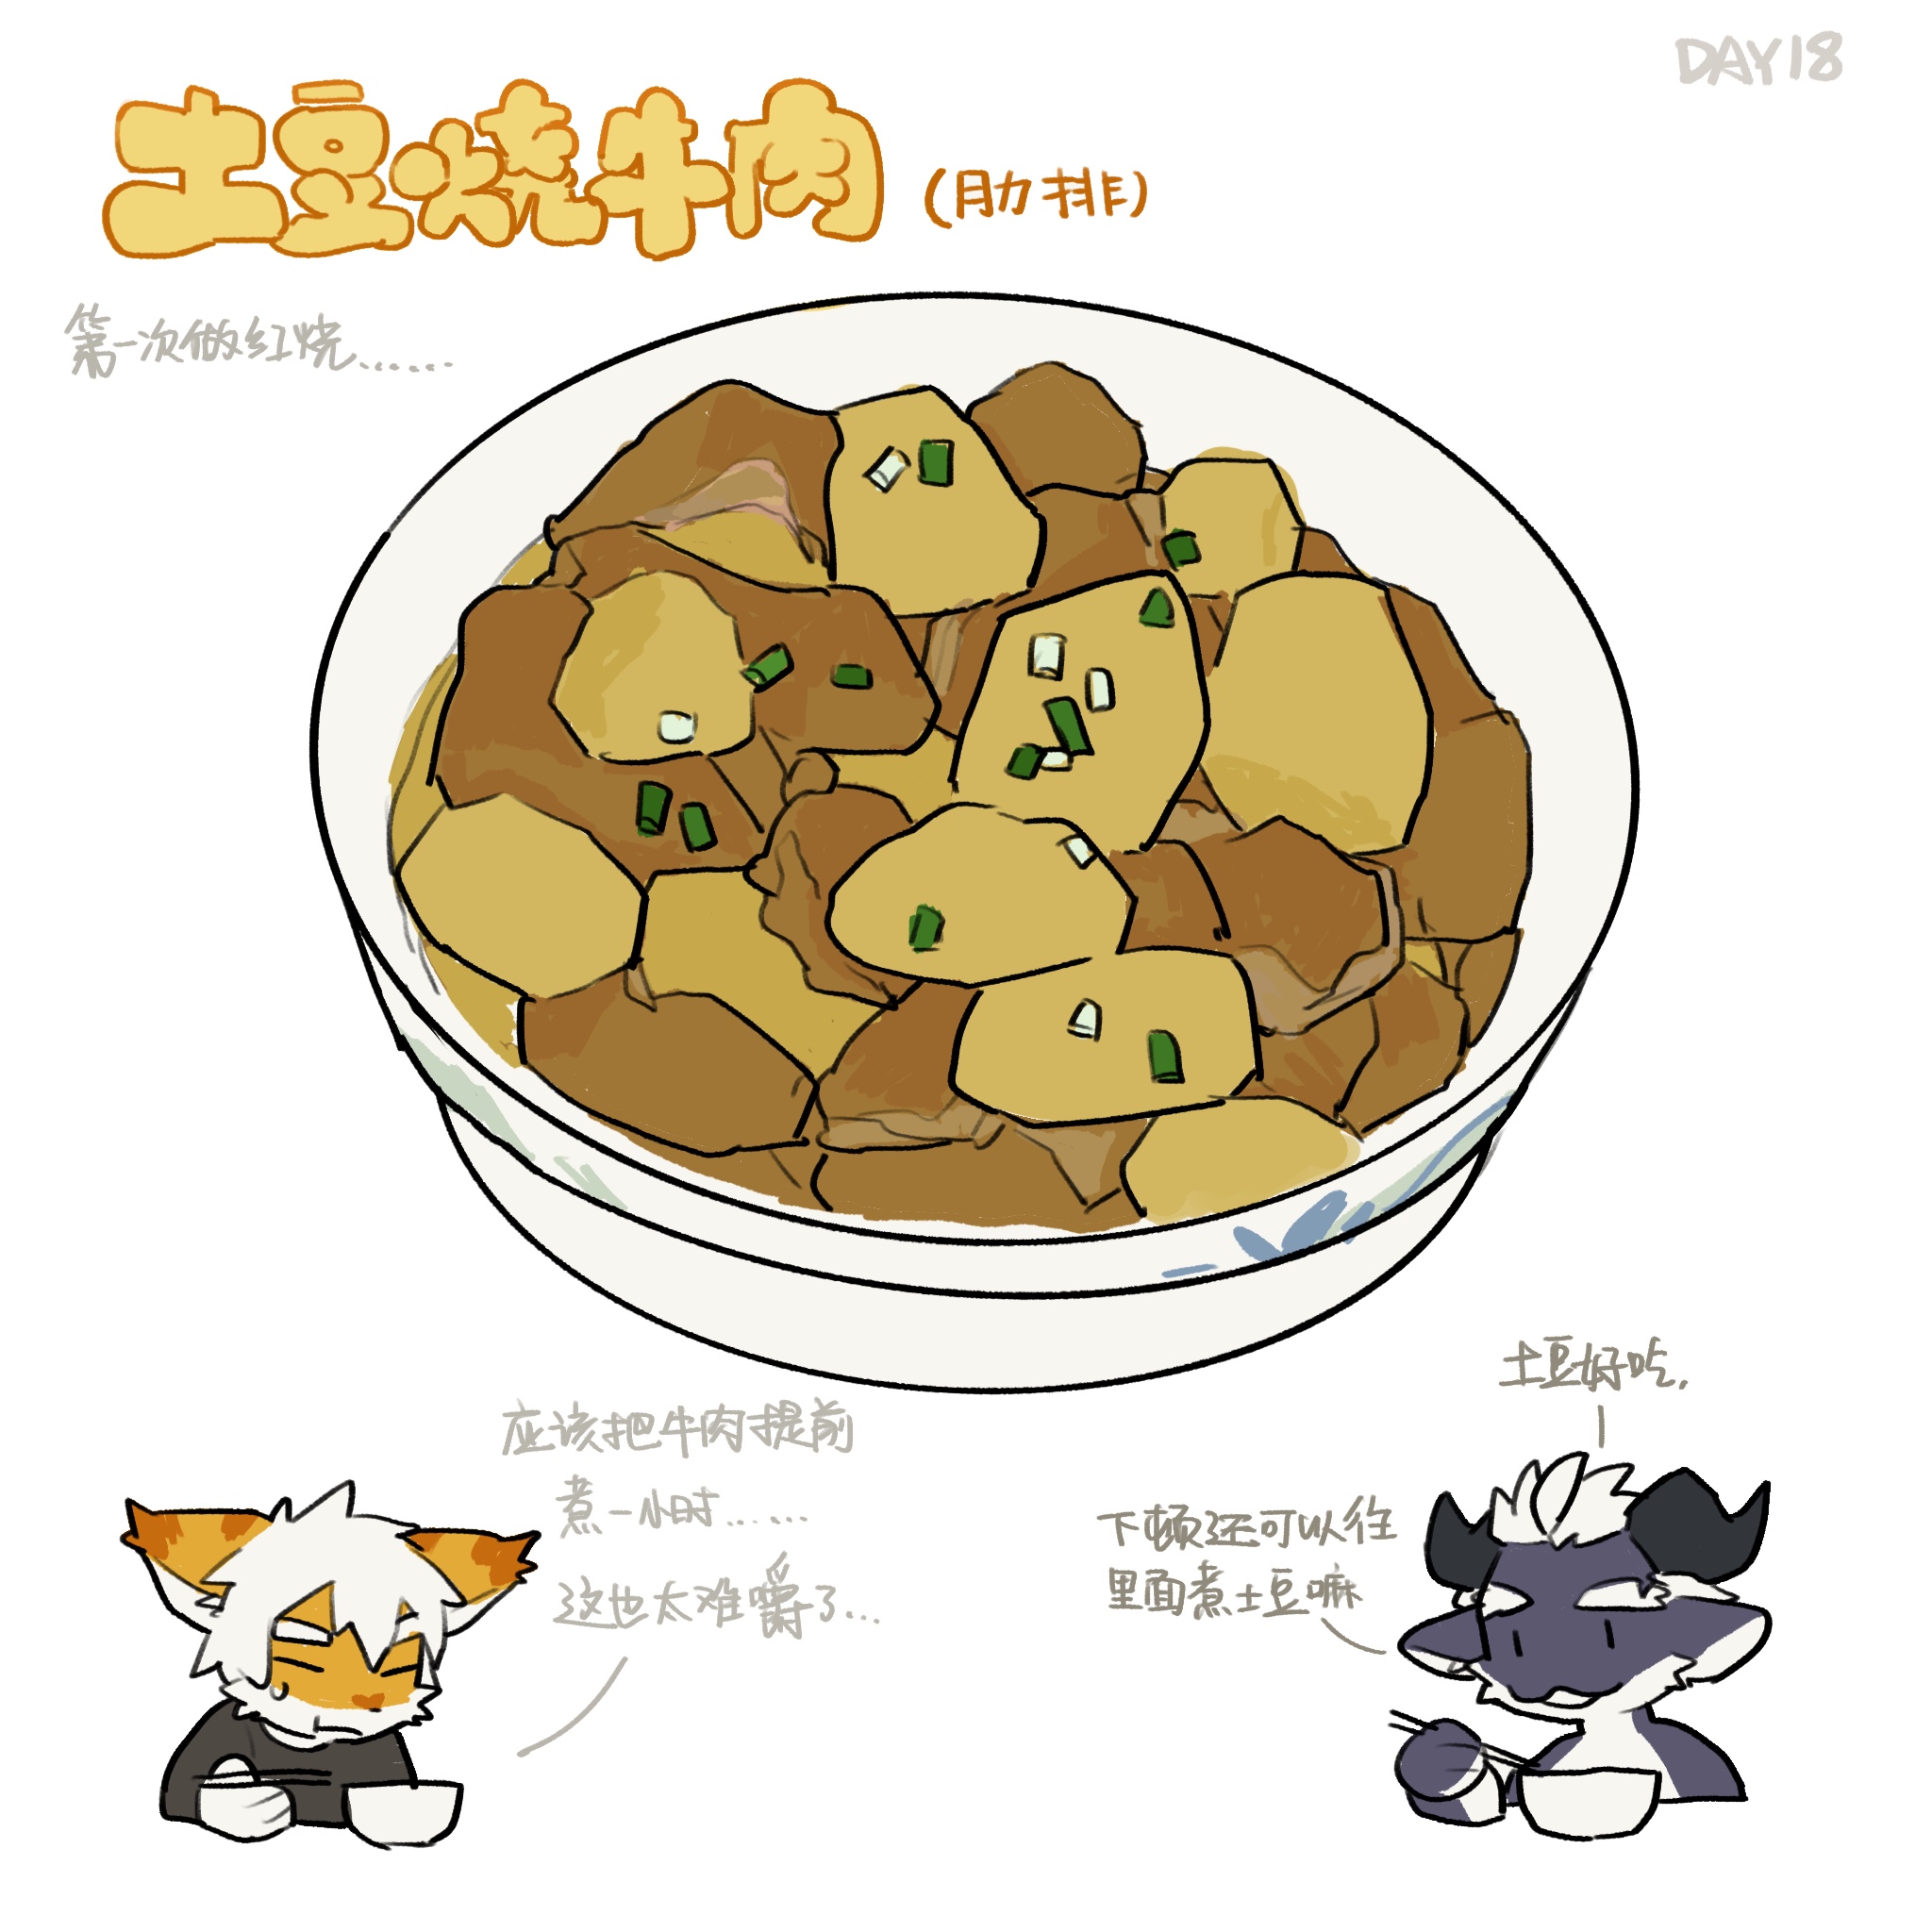 DAY18
土豆烧牛肉(肋排)
第一次做红烧......
土豆好吃.
应该把牛肉提前
煮一小时......
这也太难嚼了...
下顿还可以往
里面煮土豆嘛